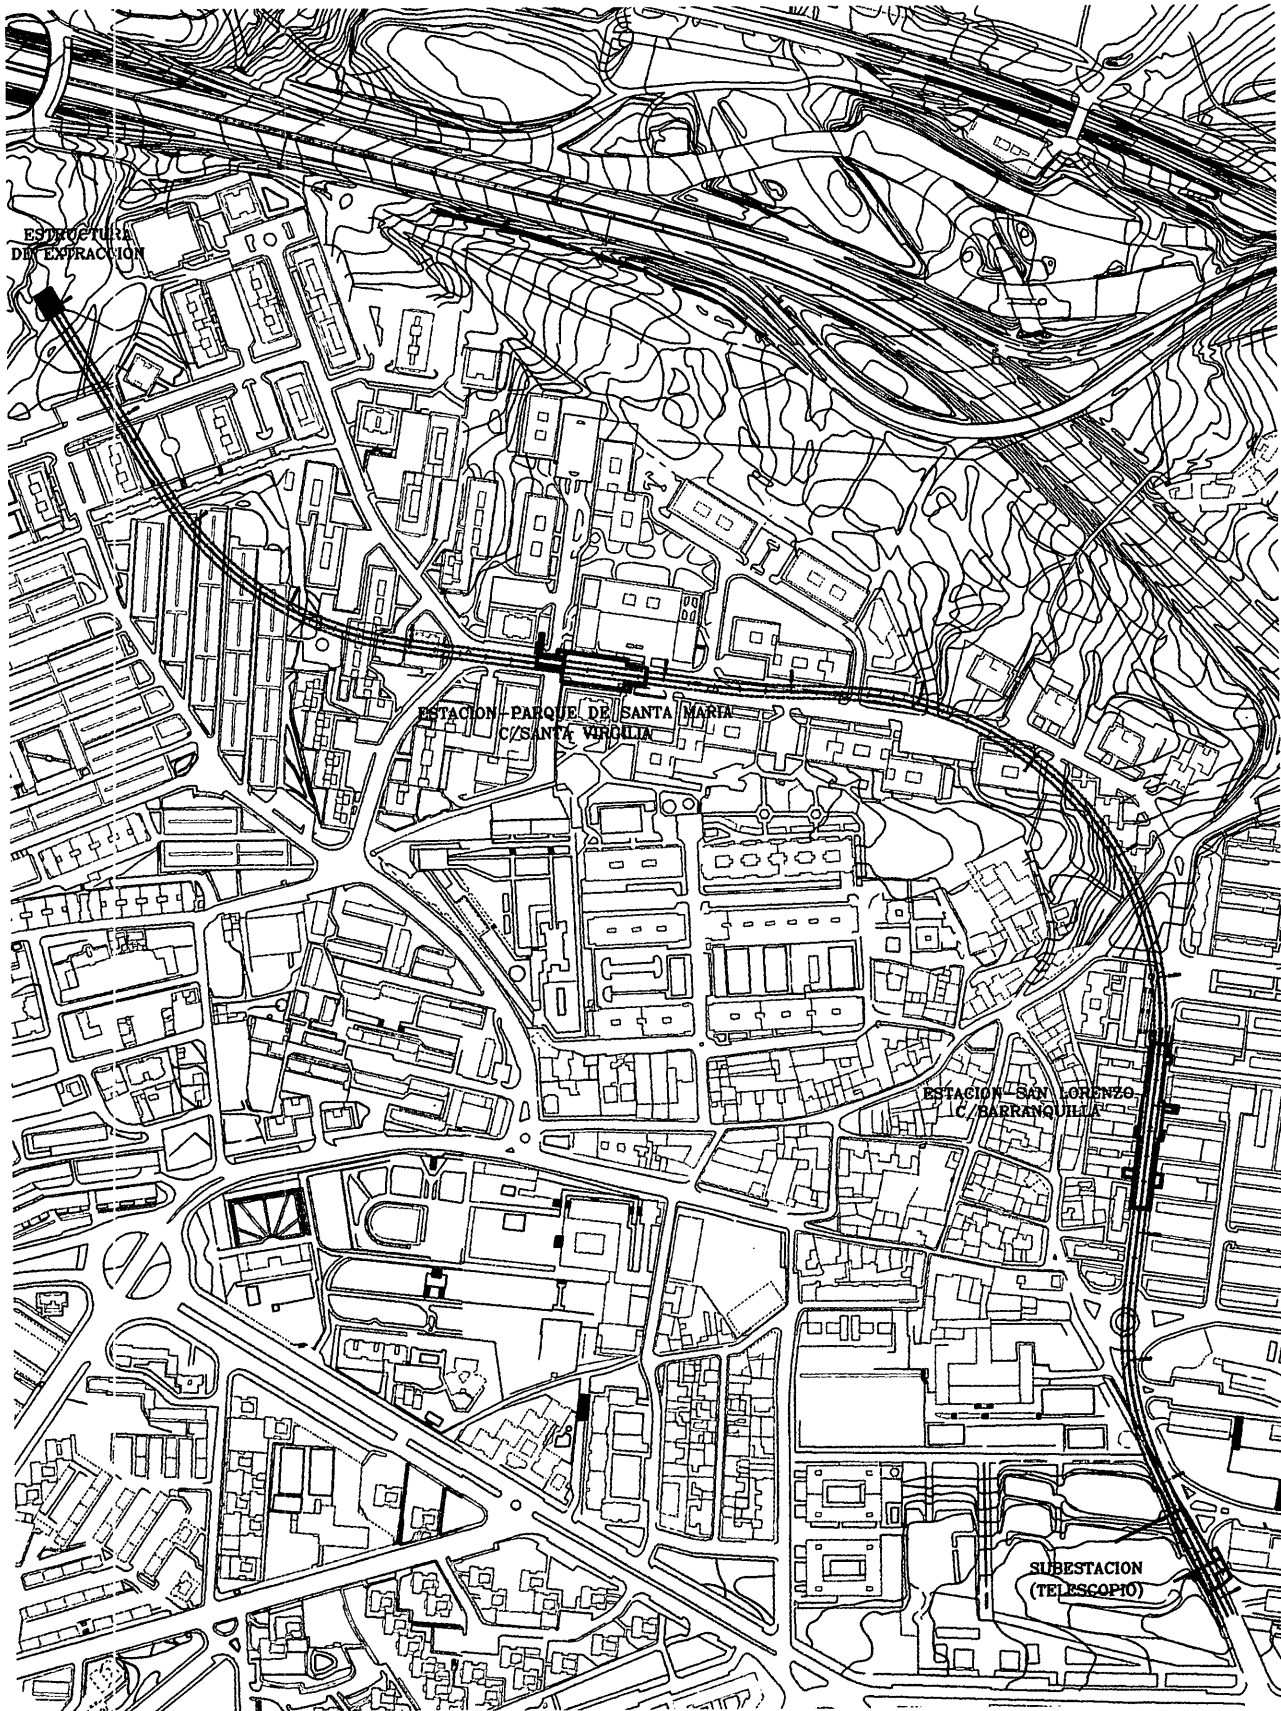 ESTRUCTURA
DE EXTRACCION
ESTACION-PARQUE DE SANTA MARIA
C/SANTA VIRGILIA
ESTACION-SAN LORENZO
C/BARRANQUILLA
SUBESTACION
(TELESCOPIO)